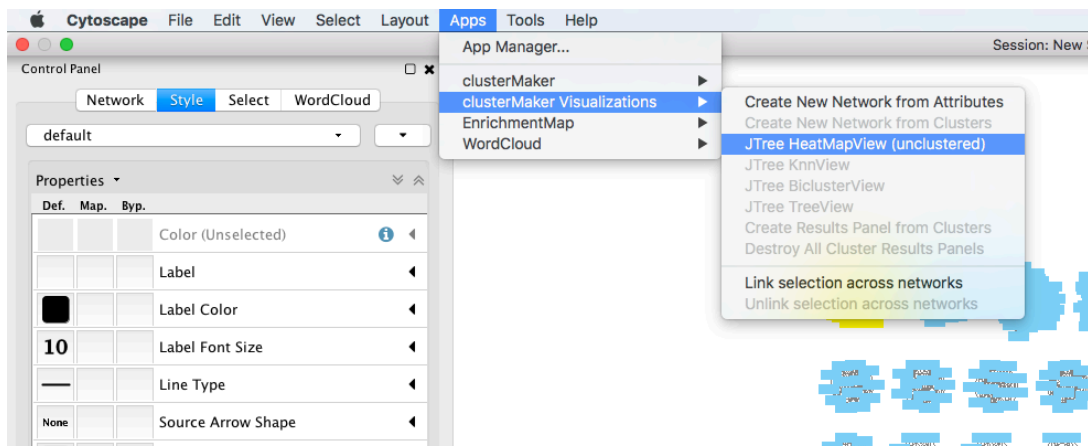 Cytoscape File Edit View Select Layout Apps Tools Help
Session: New
Control Panel
Network Style Select WordCloud
default
Properties
Def. Map. Byp.
Color (Unselected)
Label
Label Color
10 Label Font Size
Line Type
None Source Arrow Shape
App Manager...
clusterMaker
clusterMaker Visualizations
EnrichmentMap
WordCloud
Create New Network from Attributes
Create New Network from Clusters
JTree HeatMapView (unclustered)
JTree KnnView
JTree BiclusterView
JTree TreeView
Create Results Panel from Clusters
Destroy All Cluster Results Panels
Link selection across networks
Unlink selection across networks